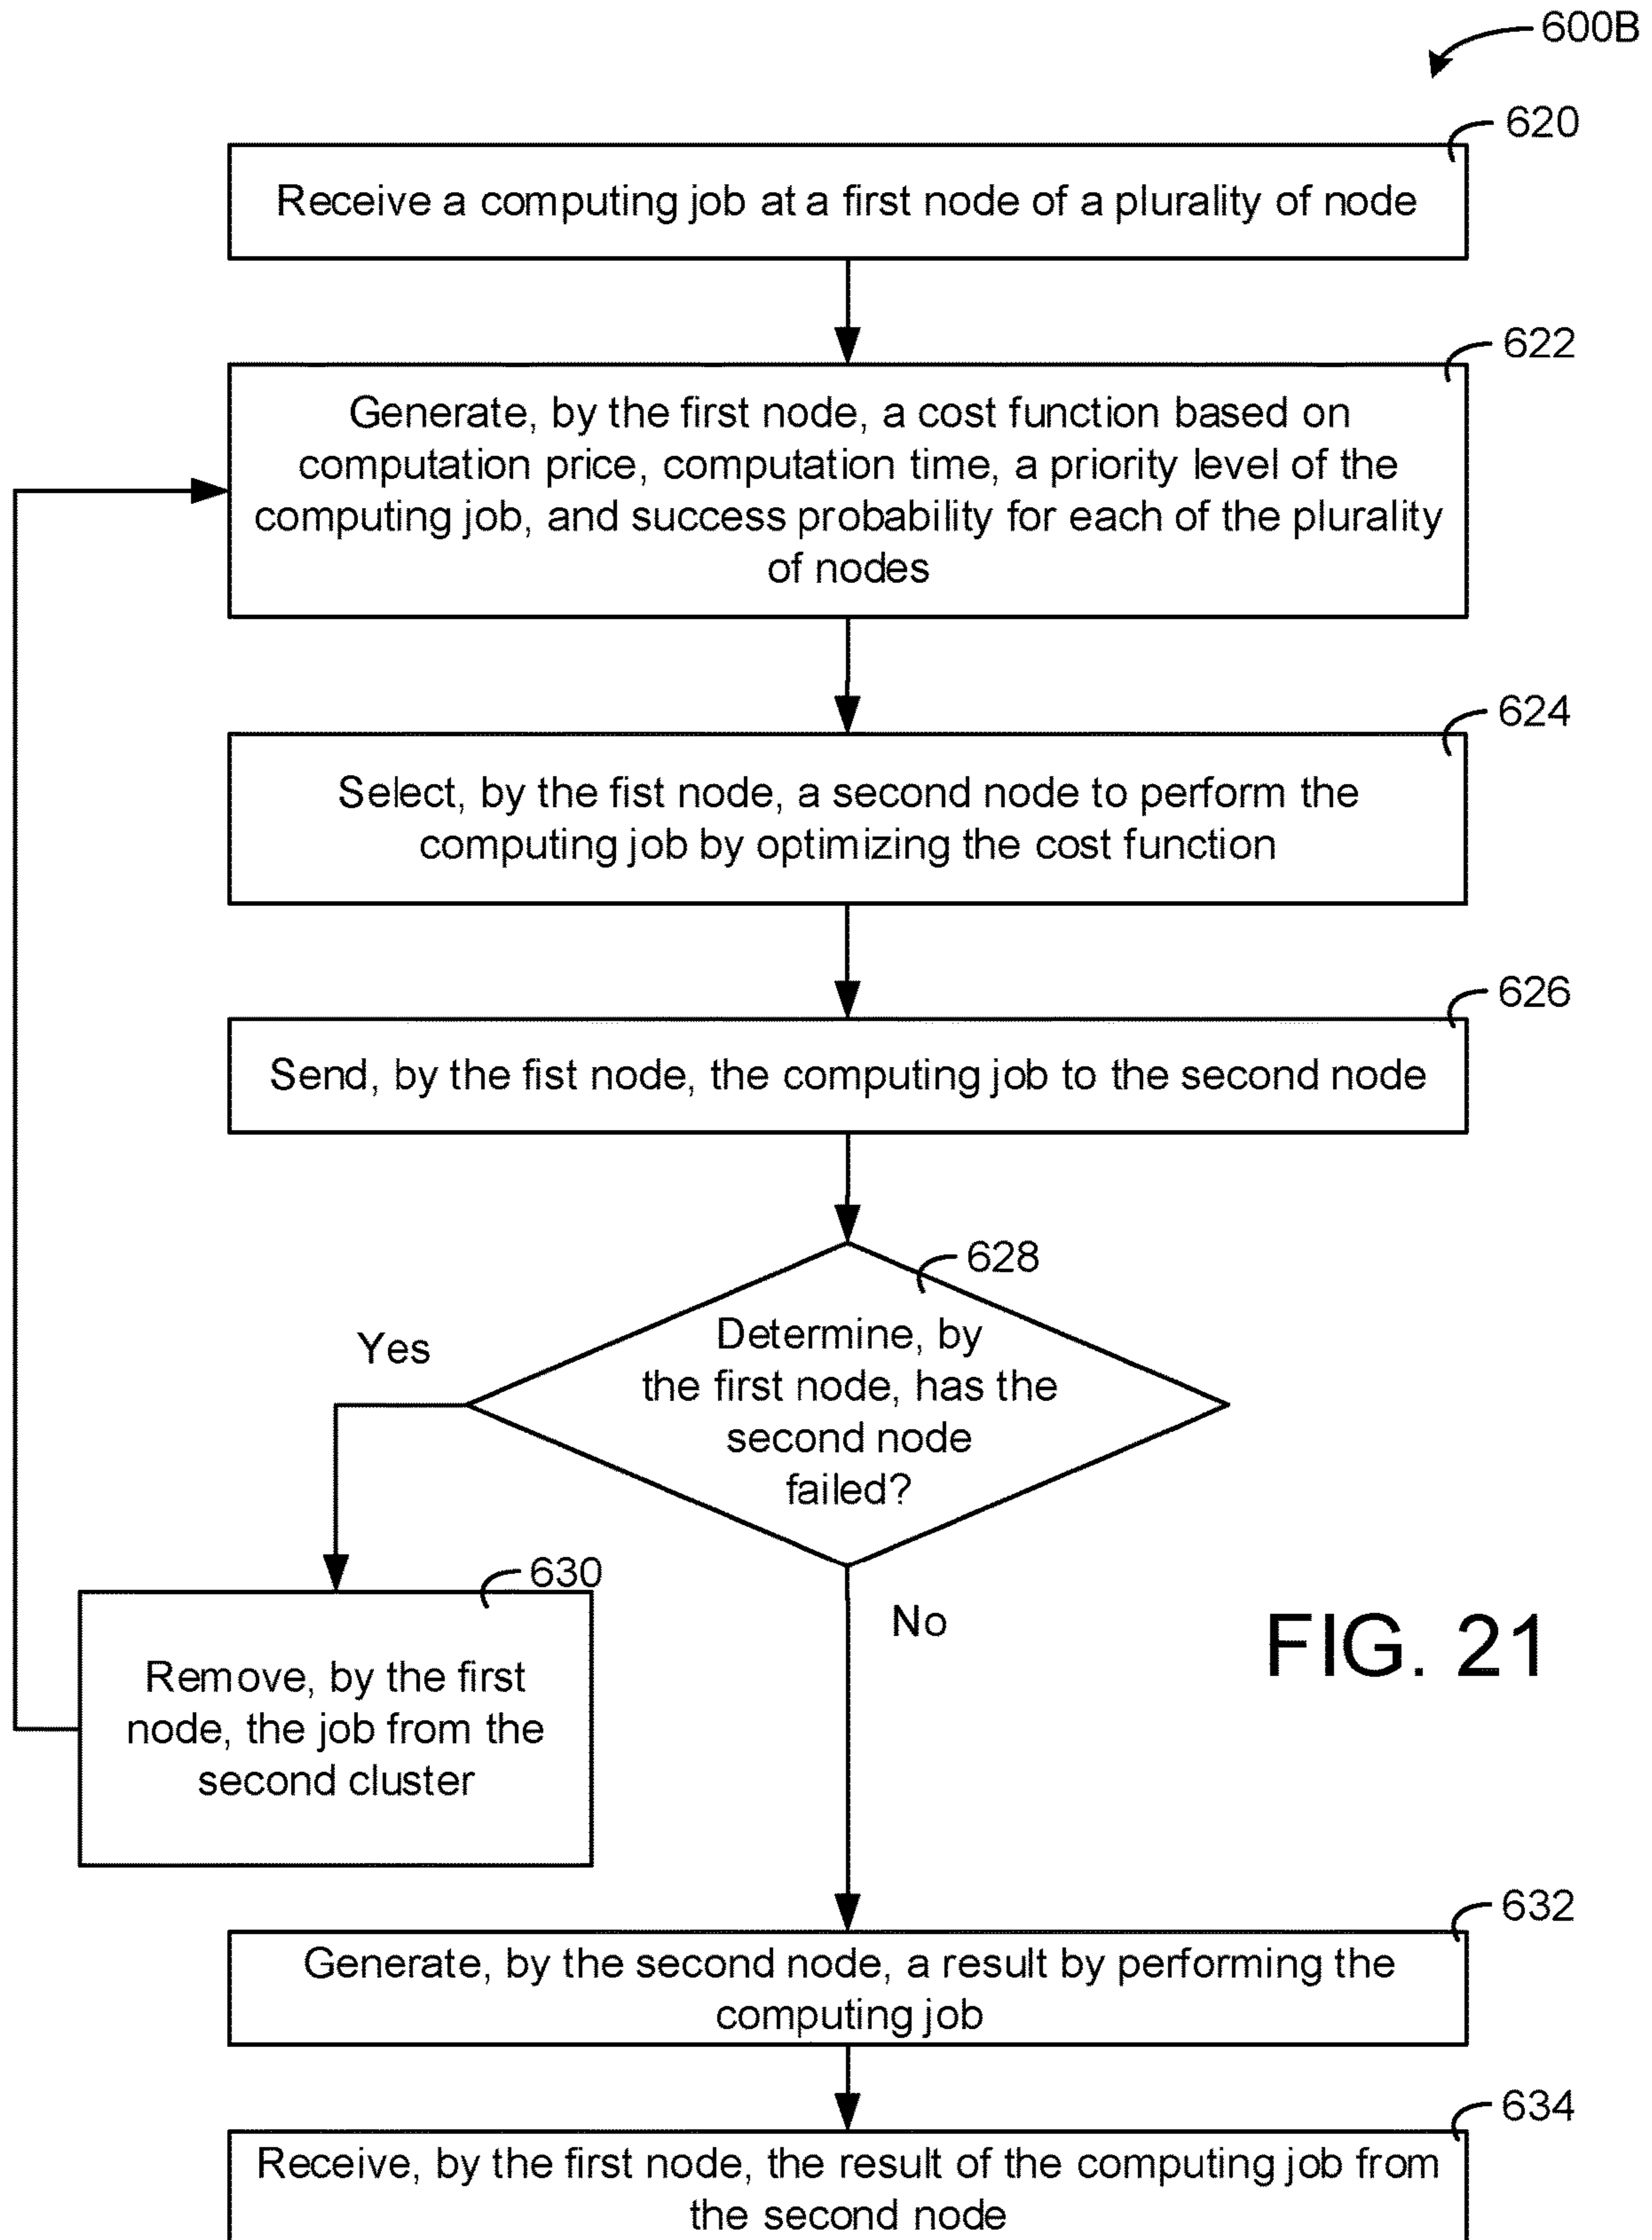 600B
620
Receive a computing job at a first node of a plurality of node
622
Generate, by the first node, a cost function based on
computation price, computation time, a priority level of the
computing job, and success probability for each of the plurality
of nodes
624
Select, by the fist node, a second node to perform the
computing job by optimizing the cost function
626
Send, by the fist node, the computing job to the second node
628
Determine, by
the first node, has the
second node
failed?
Yes
630
Remove, by the first
node, the job from the
second cluster
No
FIG. 21
632
Generate, by the second node, a result by performing the
computing job
634
Receive, by the first node, the result of the computing job from
the second node